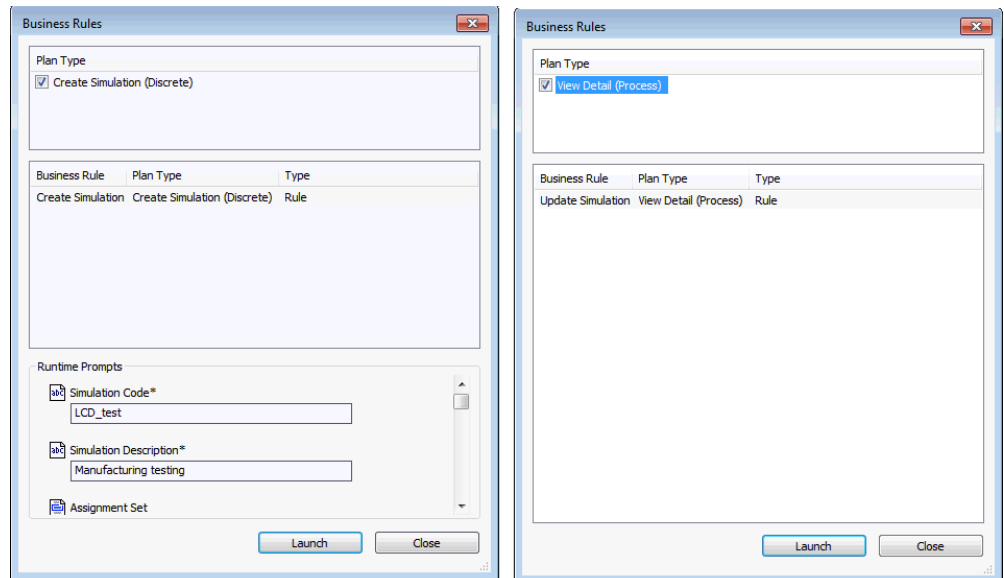 Business Rules
Plan Type
Create Simulation (Discrete)
Business Rule Plan Type Type
Create Simulation Create Simulation (Discrete) Rule
Runtime Prompts
abc Simulation Code*
LCD_test
abc Simulation Description*
Manufacturing testing
Assignment Set
Launch Close
Business Rules
Plan Type
View Detail (Process)
Business Rule Plan Type Type
Update Simulation View Detail (Process) Rule
Launch Close